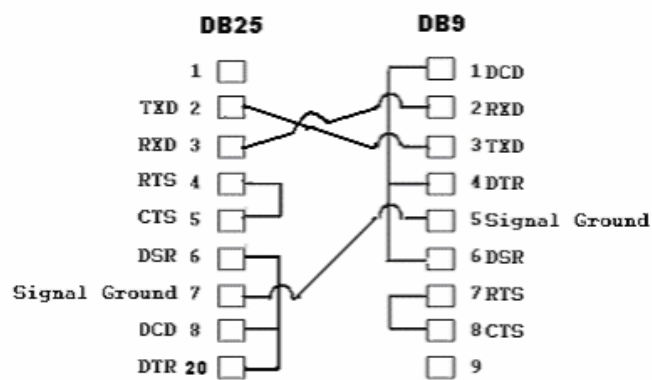 DB25 DB9
1 1 DCD
TXD 2 2 RXD
RXD 3 3 TXD
RTS 4 4 DTR
CTS 5 5 Signal Ground
DSR 6 6 DSR
Signal Ground 7 7 RTS
DCD 8 8 CTS
DTR 20 9